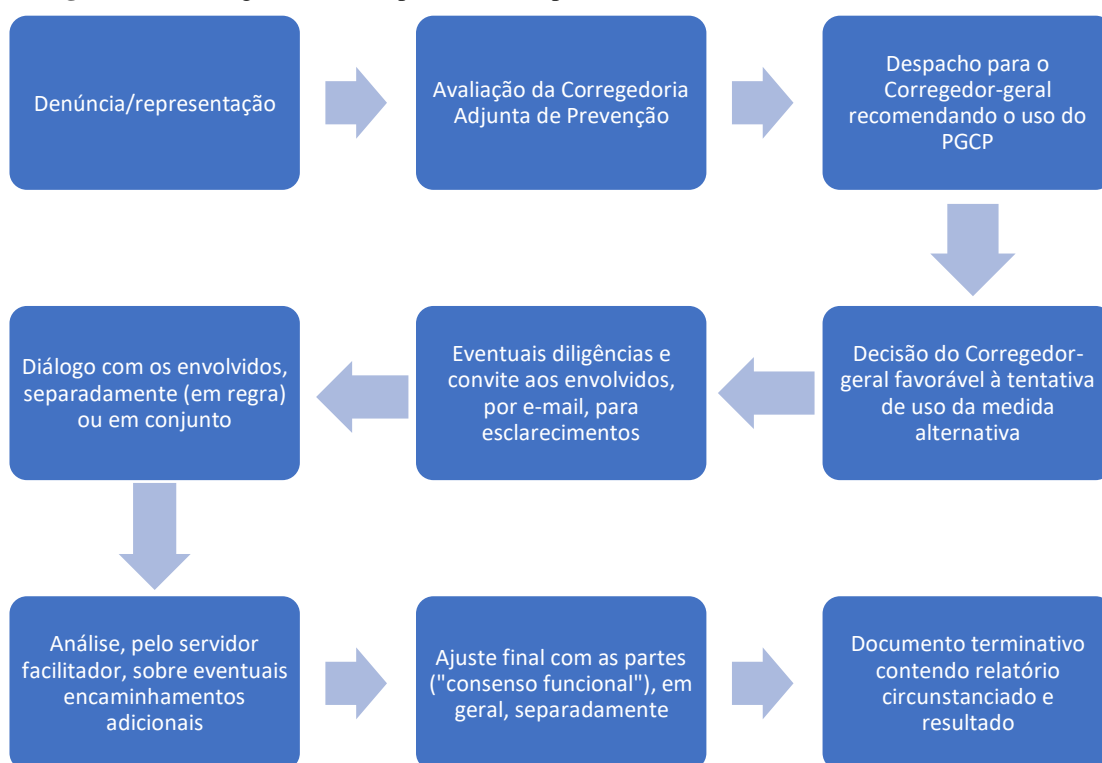 Denúncia/representação
Avaliação da Corregedoria
Adjunta de Prevenção
Despacho para o
Corregedor-geral
recomendando o uso do
PGCP
Decisão do Corregedor-
geral favorável à tentativa
de uso da medida
alternativa
Eventuais diligências e
convite aos envolvidos,
por e-mail, para
esclarecimentos
Diálogo com os envolvidos,
separadamente (em regra)
ou em conjunto
Análise, pelo servidor
facilitador, sobre eventuais
encaminhamentos
adicionais
Ajuste final com as partes
("consenso funcional"), em
geral, separadamente
Documento terminativo
contendo relatório
circunstanciado e
resultado